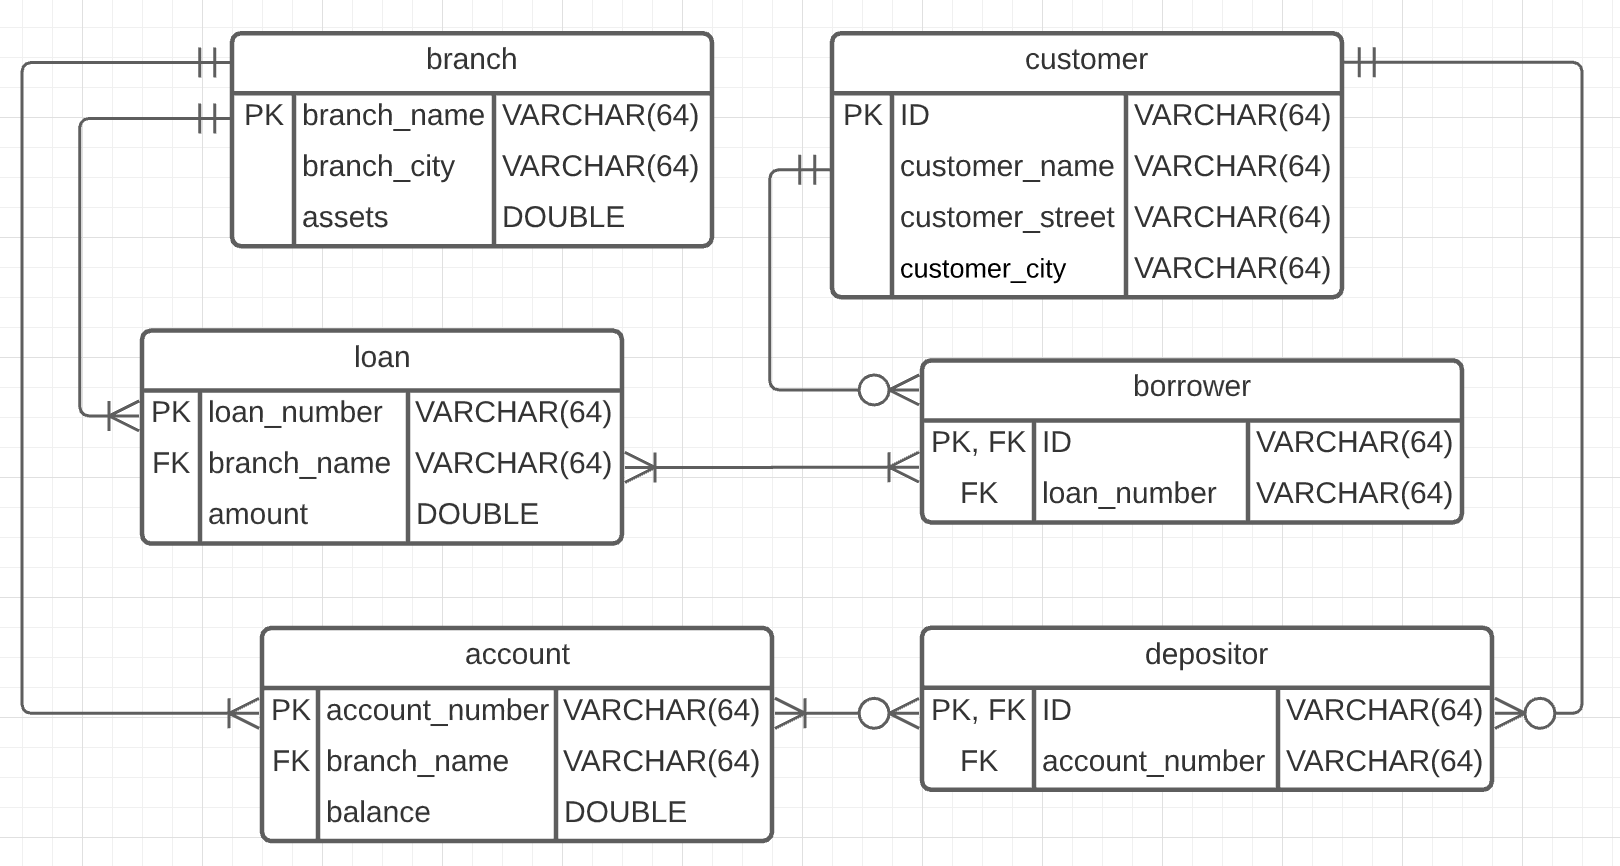 branch
PK branch_name VARCHAR(64)
branch_city VARCHAR(64)
assets DOUBLE
customer
PK ID VARCHAR(64)
customer_name VARCHAR(64)
customer_street VARCHAR(64)
customer_city VARCHAR(64)
loan
PK loan_number VARCHAR(64)
FK branch_name VARCHAR(64)
amount DOUBLE
borrower
PK, FK ID VARCHAR(64)
FK loan_number VARCHAR(64)
account
PK account_number VARCHAR(64)
FK branch_name VARCHAR(64)
balance DOUBLE
depositor
PK, FK ID VARCHAR(64)
FK account_number VARCHAR(64)